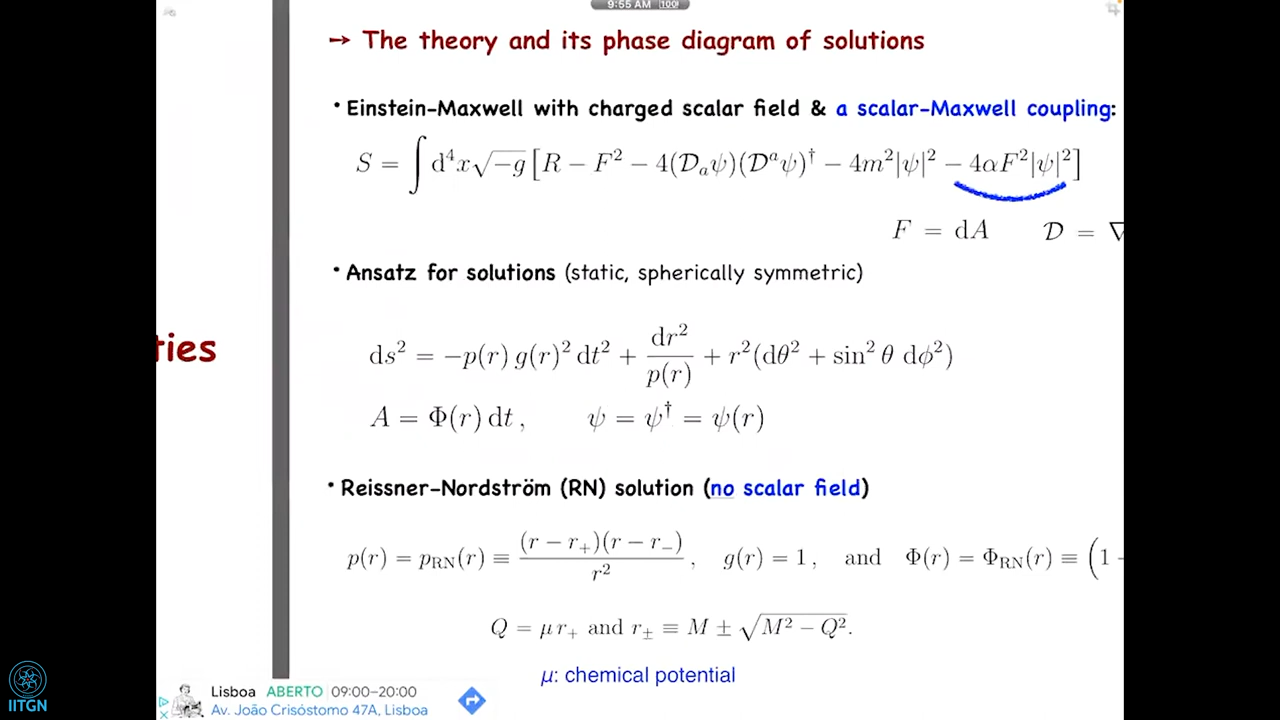 9:55 AM 100%
↣ The theory and its phase diagram of solutions
• Einstein-Maxwell with charged scalar field & a scalar-Maxwell coupling:
S = ∫ d⁴x√−g [R − F² − 4(𝒟ₐψ)(𝒟ᵃψ)† − 4m²|ψ|² − 4αF²|ψ|²]
F = dA 𝒟 = ∇
• Ansatz for solutions (static, spherically symmetric)
ties
ds² = −p(r) g(r)² dt² + dr²/p(r) + r²(dθ² + sin² θ dϕ²)
A = Φ(r) dt , ψ = ψ† = ψ(r)
• Reissner-Nordström (RN) solution (no scalar field)
p(r) = p_RN(r) ≡ (r − r₊)(r − r₋)/r² , g(r) = 1 , and Φ(r) = Φ_RN(r) ≡ (1 −
Q = μ r₊ and r± ≡ M ± √(M² − Q²).
μ: chemical potential
IITGN
Lisboa ABERTO 09:00–20:00
Av. João Crisóstomo 47A, Lisboa